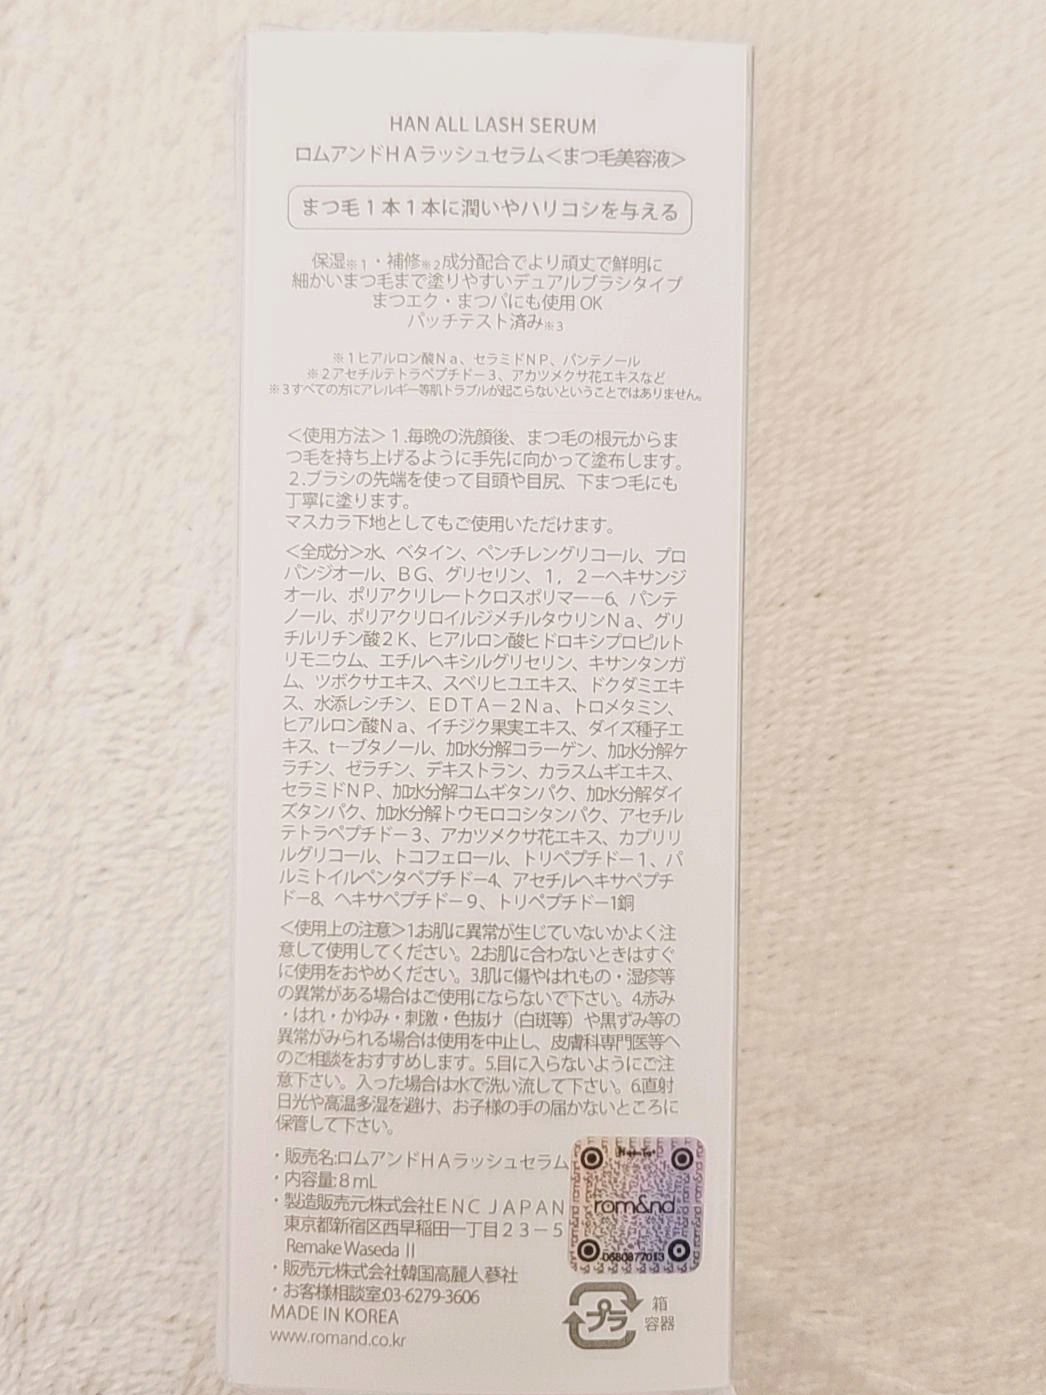 HAN ALL LASH SERUM
ロムアンドＨＡラッシュセラム＜まつ毛美容液＞
まつ毛１本１本に潤いやハリコシを与える
保湿※1・補修※2成分配合でより頑丈で鮮明に
細かいまつ毛まで塗りやすいデュアルブラシタイプ
まつエク・まつパにも使用 OK
パッチテスト済み※3
※１ヒアルロン酸Ｎａ、セラミドＮＰ、パンテノール
※２アセチルテトラペプチドー３、アカツメクサ花エキスなど
※３すべての方にアレルギー等肌トラブルが起こらないということではありません。
＜使用方法＞１.毎晩の洗顔後、まつ毛の根元からま
つ毛を持ち上げるように手先に向かって塗布します。
２.ブラシの先端を使って目頭や目尻、下まつ毛にも
丁寧に塗ります。
マスカラ下地としてもご使用いただけます。
＜全成分＞水、ベタイン、ペンチレングリコール、プロ
パンジオール、ＢＧ、グリセリン、１，２ーヘキサンジ
オール、ポリアクリレートクロスポリマー－6、パンテ
ノール、ポリアクリロイルジメチルタウリンＮａ、グリ
チルリチン酸２Ｋ、ヒアルロン酸ヒドロキシプロピルト
リモニウム、エチルヘキシルグリセリン、キサンタンガ
ム、ツボクサエキス、スベリヒユエキス、ドクダミエキ
ス、水添レシチン、ＥＤＴＡ－２Ｎａ、トロメタミン、
ヒアルロン酸Ｎａ、イチジク果実エキス、ダイズ種子エ
キス、t－ブタノール、加水分解コラーゲン、加水分解ケ
ラチン、ゼラチン、デキストラン、カラスムギエキス、
セラミドＮＰ、加水分解コムギタンパク、加水分解ダイ
ズタンパク、加水分解トウモロコシタンパク、アセチル
テトラペプチドー３、アカツメクサ花エキス、カプリリ
ルグリコール、トコフェロール、トリペプチドー１、パ
ルミトイルペンタペプチドー4、アセチルヘキサペプチ
ドー8、ヘキサペプチドー９、トリペプチドー1銅
＜使用上の注意＞1.お肌に異常が生じていないかよく注
意して使用してください。2.お肌に合わないときはすぐ
に使用をおやめください。3.肌に傷やはれもの・湿疹等
の異常がある場合はご使用にならないで下さい。4.赤み
・はれ・かゆみ・刺激・色抜け（白斑等）や黒ずみ等の
異常がみられる場合は使用を中止し、皮膚科専門医等へ
のご相談をおすすめします。5.目に入らないようにご注
意下さい。入った場合は水で洗い流して下さい。6.直射
日光や高温多湿を避け、お子様の手の届かないところに
保管して下さい。
・販売名:ロムアンドＨＡラッシュセラム
・内容量:８mL
・製造販売元:株式会社ＥＮＣ ＪＡＰＡＮ
東京都新宿区西早稲田一丁目２３－５
Remake Waseda II
・販売元:株式会社韓国高麗人蔘社
・お客様相談室:03-6279-3606
MADE IN KOREA
www.romand.co.kr
rom&nd
0680877013
プラ
箱
容器